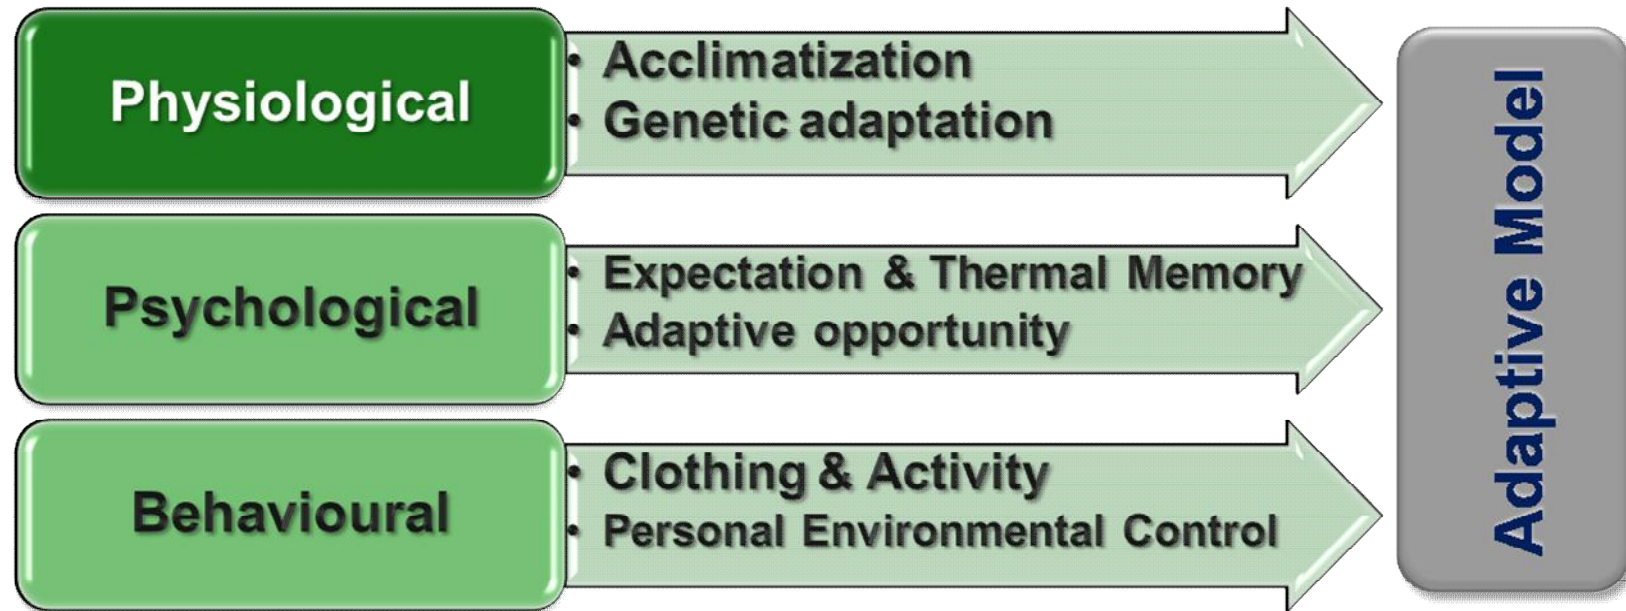 Physiological
• Acclimatization
• Genetic adaptation
Psychological
• Expectation & Thermal Memory
• Adaptive opportunity
Behavioural
• Clothing & Activity
• Personal Environmental Control
Adaptive Model